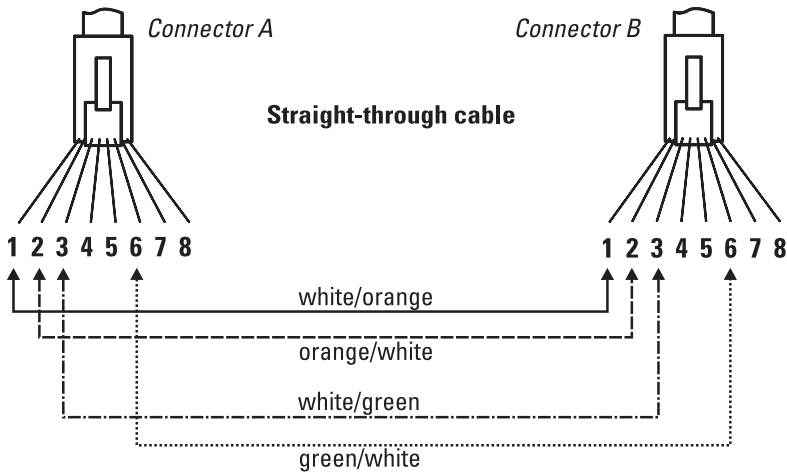 Connector A
Connector B
Straight-through cable
1 2 3 4 5 6 7 8
1 2 3 4 5 6 7 8
white/orange
orange/white
white/green
green/white